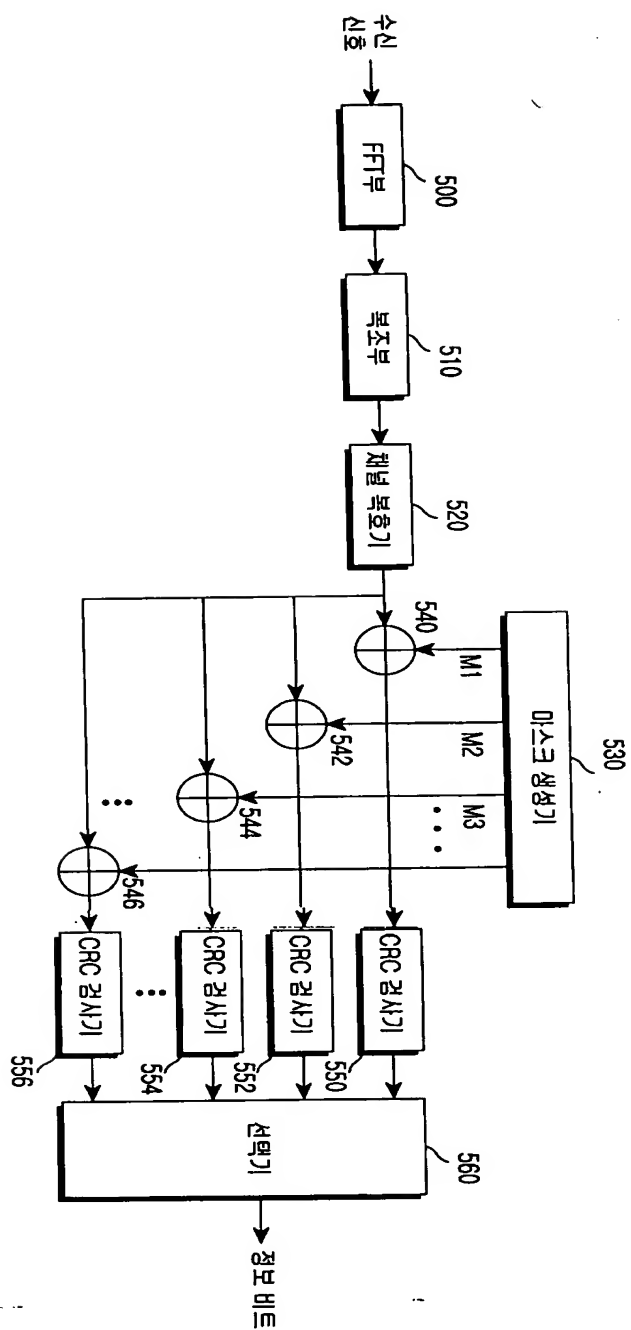 수신
신호
FFT부
500
복조부
510
채널 복호기
520
마스크 생성기
530
M1
M2
M3
...
540
542
544
...
546
CRC 검사기
550
CRC 검사기
552
CRC 검사기
554
...
CRC 검사기
556
선택기
560
정보 비트